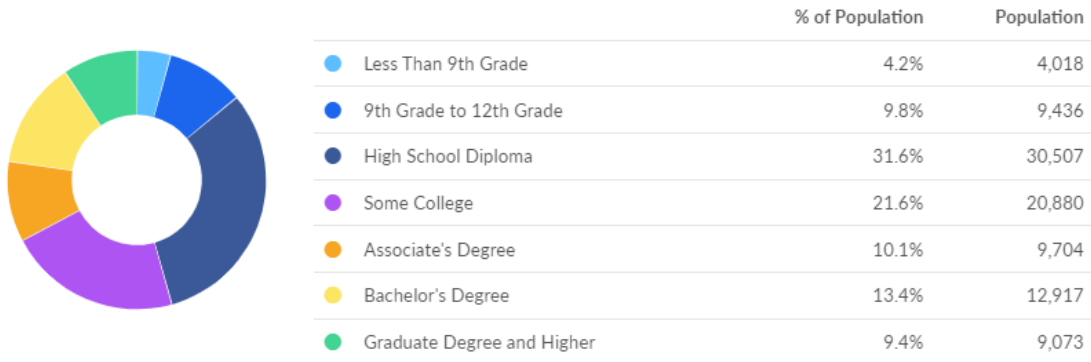 % of Population Population
Less Than 9th Grade 4.2% 4,018
9th Grade to 12th Grade 9.8% 9,436
High School Diploma 31.6% 30,507
Some College 21.6% 20,880
Associate's Degree 10.1% 9,704
Bachelor's Degree 13.4% 12,917
Graduate Degree and Higher 9.4% 9,073